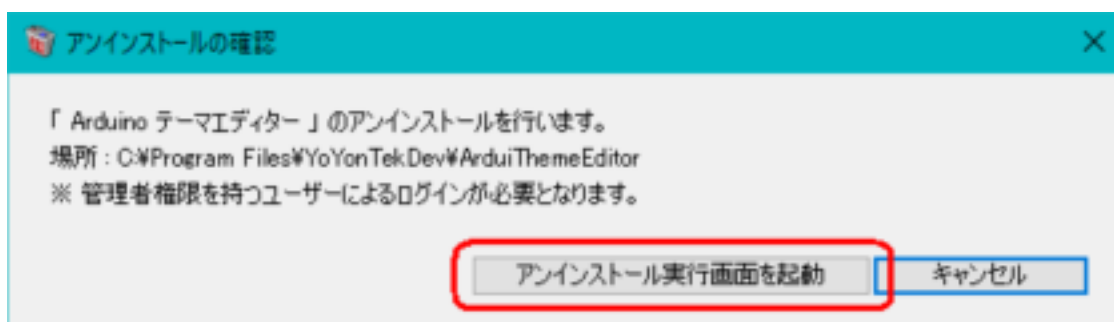 アンインストールの確認
「 Arduino テーマエディター 」のアンインストールを行います。
場所 : C:¥Program Files¥YoYonTekDev¥ArduiThemeEditor
※ 管理者権限を持つユーザーによるログインが必要となります。
アンインストール実行画面を起動 キャンセル